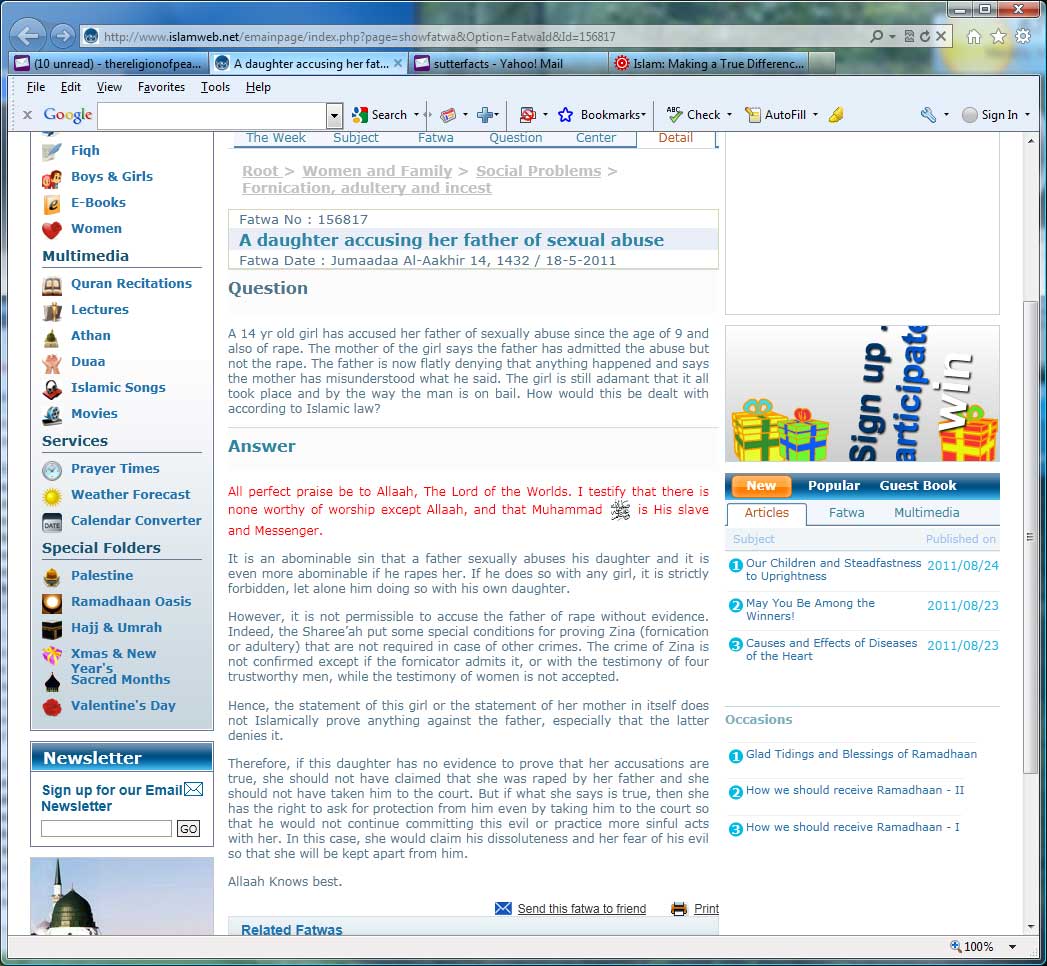 http://www.islamweb.net/emainpage/index.php?page=showfatwa&Option=FatwaId&Id=156817
(10 unread) - thereligionofpea...
A daughter accusing her fat...
sutterfacts - Yahoo! Mail
Islam: Making a True Differenc...
File Edit View Favorites Tools Help
Google
Search
Bookmarks
Check
AutoFill
Sign In
Fiqh
Boys & Girls
E-Books
Women
Multimedia
Quran Recitations
Lectures
Athan
Duaa
Islamic Songs
Movies
Services
Prayer Times
Weather Forecast
DATE
Calendar Converter
Special Folders
Palestine
Ramadhaan Oasis
Hajj & Umrah
Xmas & New
Year's
Sacred Months
Valentine's Day
Newsletter
Sign up for our Email
Newsletter
GO
The Week Subject Fatwa Question Center Detail
Root > Women and Family > Social Problems >
Fornication, adultery and incest
Fatwa No : 156817
A daughter accusing her father of sexual abuse
Fatwa Date : Jumaadaa Al-Aakhir 14, 1432 / 18-5-2011
Question
A 14 yr old girl has accused her father of sexually abuse since the age of 9 and
also of rape. The mother of the girl says the father has admitted the abuse but
not the rape. The father is now flatly denying that anything happened and says
the mother has misunderstood what he said. The girl is still adamant that it all
took place and by the way the man is on bail. How would this be dealt with
according to Islamic law?
Answer
All perfect praise be to Allaah, The Lord of the Worlds. I testify that there is
none worthy of worship except Allaah, and that Muhammad ﷺ is His slave
and Messenger.
It is an abominable sin that a father sexually abuses his daughter and it is
even more abominable if he rapes her. If he does so with any girl, it is strictly
forbidden, let alone him doing so with his own daughter.
However, it is not permissible to accuse the father of rape without evidence.
Indeed, the Sharee'ah put some special conditions for proving Zina (fornication
or adultery) that are not required in case of other crimes. The crime of Zina is
not confirmed except if the fornicator admits it, or with the testimony of four
trustworthy men, while the testimony of women is not accepted.
Hence, the statement of this girl or the statement of her mother in itself does
not Islamically prove anything against the father, especially that the latter
denies it.
Therefore, if this daughter has no evidence to prove that her accusations are
true, she should not have claimed that she was raped by her father and she
should not have taken him to the court. But if what she says is true, then she
has the right to ask for protection from him even by taking him to the court so
that he would not continue committing this evil or practice more sinful acts
with her. In this case, she would claim his dissoluteness and her fear of his evil
so that she will be kept apart from him.
Allaah Knows best.
Send this fatwa to friend Print
Related Fatwas
Sign up
articipate
win
New Popular Guest Book
Articles Fatwa Multimedia
Subject Published on
1 Our Children and Steadfastness 2011/08/24
to Uprightness
2 May You Be Among the 2011/08/23
Winners!
3 Causes and Effects of Diseases 2011/08/23
of the Heart
Occasions
1 Glad Tidings and Blessings of Ramadhaan
2 How we should receive Ramadhaan - II
3 How we should receive Ramadhaan - I
100%